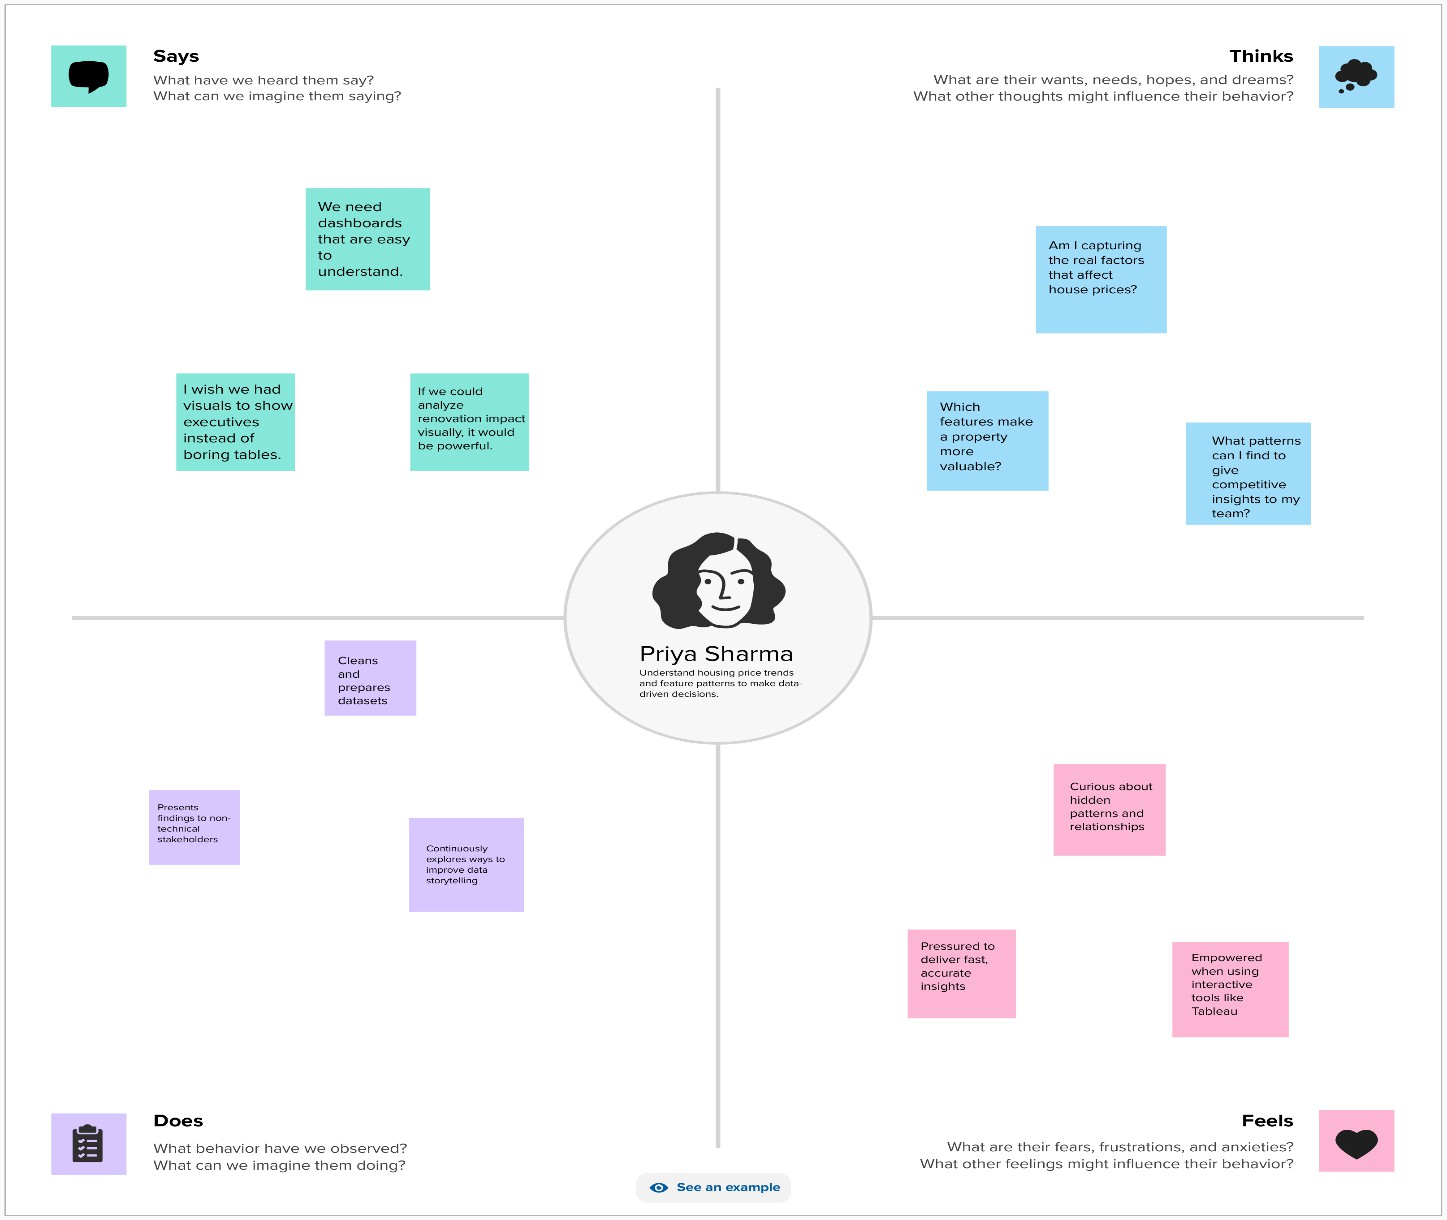 Says
What have we heard them say?
What can we imagine them saying?
Thinks
What are their wants, needs, hopes, and dreams?
What other thoughts might influence their behavior?
We need
dashboards
that are easy
to
understand.
I wish we had
visuals to show
executives
instead of
boring tables.
If we could
analyze
renovation impact
visually, it would
be powerful.
Am I capturing
the real factors
that affect
house prices?
Which
features make
a property
more
valuable?
What patterns
can I find to
give
competitive
insights to my
team?
Priya Sharma
Understand housing price trends
and feature patterns to make data-
driven decisions.
Cleans
and
prepares
datasets
Presents
findings to non-
technical
stakeholders
Continuously
explores ways to
improve data
storytelling
Curious about
hidden
patterns and
relationships
Pressured to
deliver fast,
accurate
insights
Empowered
when using
interactive
tools like
Tableau
Does
What behavior have we observed?
What can we imagine them doing?
Feels
What are their fears, frustrations, and anxieties?
What other feelings might influence their behavior?
See an example